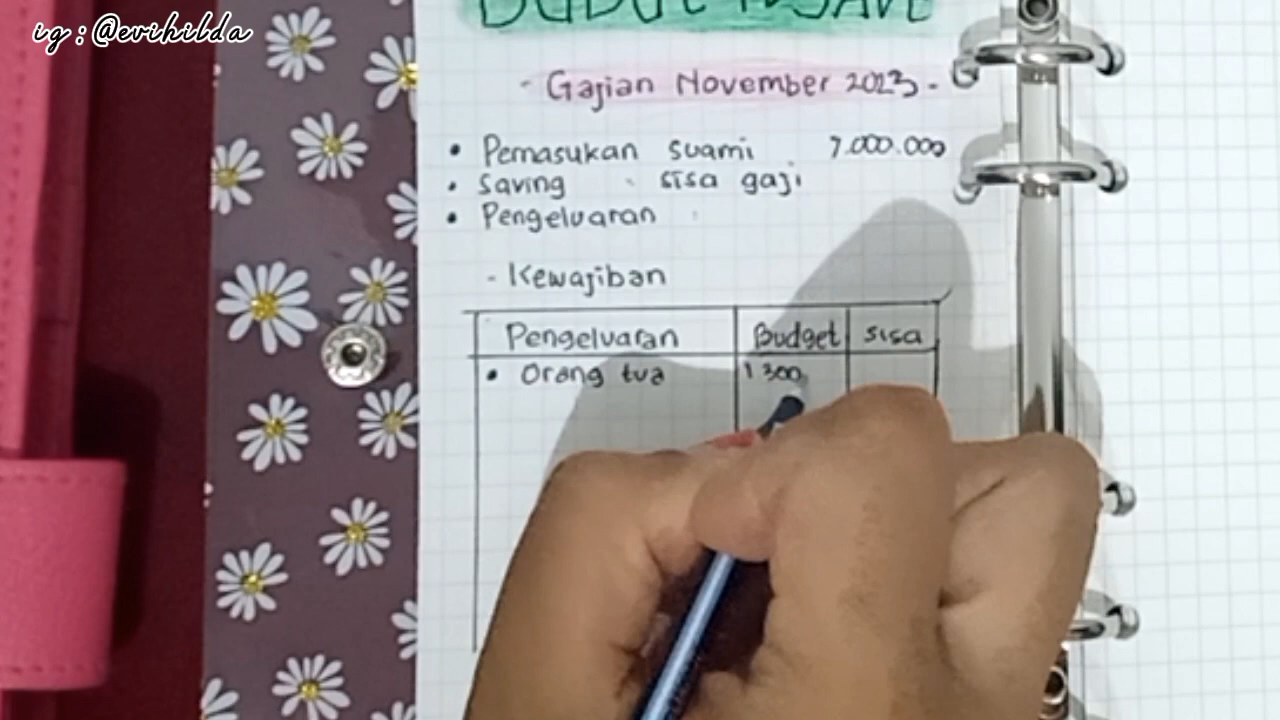 ig : @evihilda
- Gajian November 2023 -
• Pemasukan suami 7.000.000
• Saving sisa gaji
• Pengeluaran
- Kewajiban
Pengeluaran Budget sisa
• Orang tua 1 300